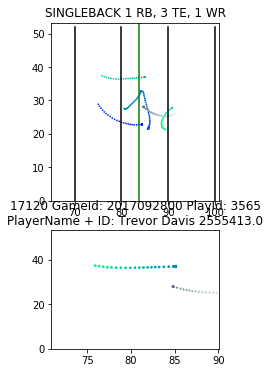 SINGLEBACK 1 RB, 3 TE, 1 WR
50
40
30
20
10
0
70 80 90 100
17120 GameId: 2017092800 PlayId: 3565
PlayerName + ID: Trevor Davis 2555413.0
40
20
0
75 80 85 90